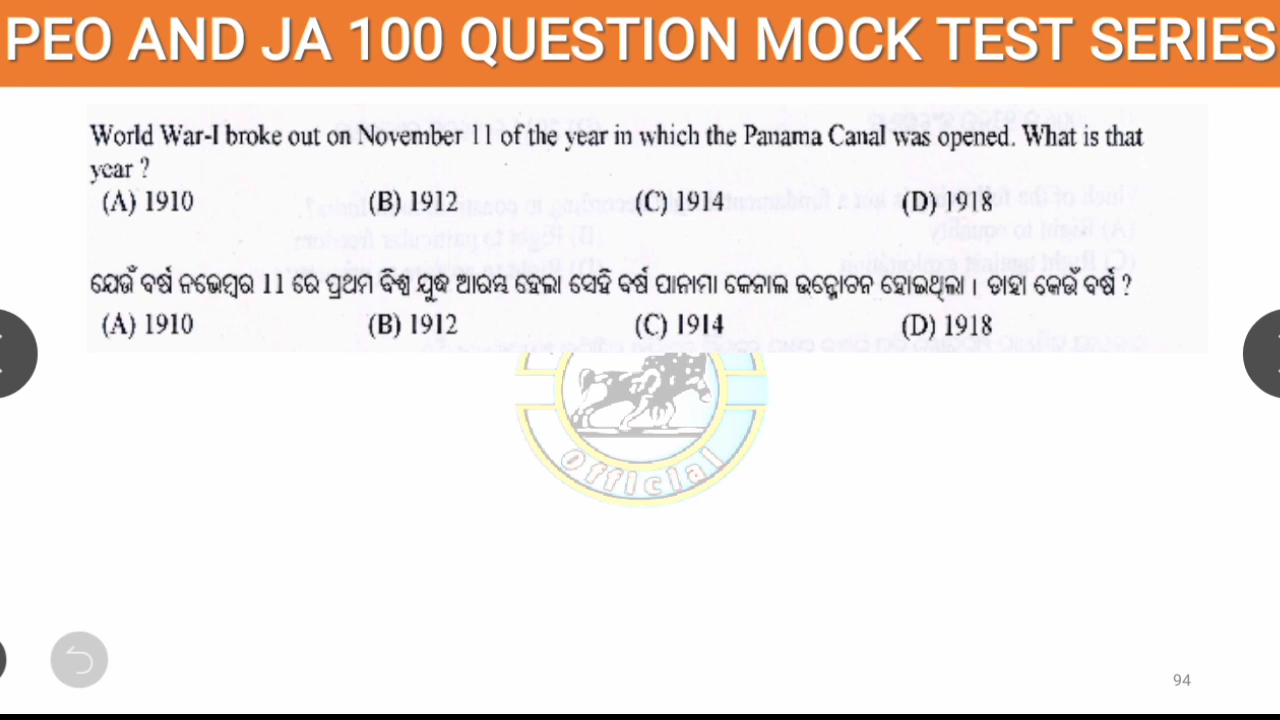 PEO AND JA 100 QUESTION MOCK TEST SERIES
World War-I broke out on November 11 of the year in which the Panama Canal was opened. What is that
year ?
(A) 1910 (B) 1912 (C) 1914 (D) 1918
ଯେଉଁ ବର୍ଷ ନଭେମ୍ବର 11 ରେ ପ୍ରଥମ ବିଶ୍ୱ ଯୁଦ୍ଧ ଆରମ୍ଭ ହେଲା ସେହି ବର୍ଷ ପାନାମା କେନାଲ ଉନ୍ମୋଚନ ହୋଇଥିଲା । ତାହା କେଉଁ ବର୍ଷ ?
(A) 1910 (B) 1912 (C) 1914 (D) 1918
Official
94